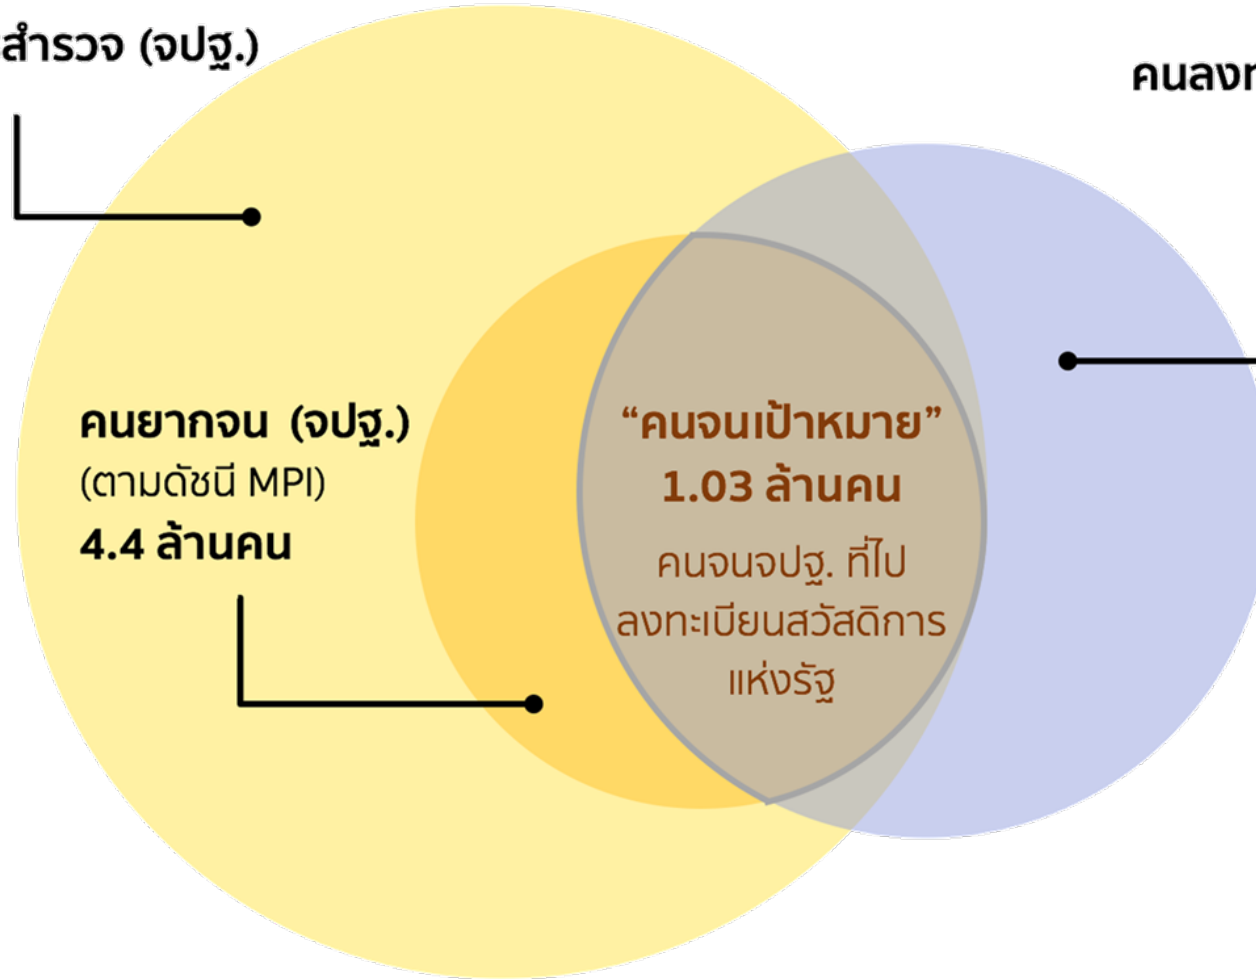 สำรวจ (จปฐ.)
คนลงท
คนยากจน (จปฐ.)
(ตามดัชนี MPI)
4.4 ล้านคน
“คนจนเป้าหมาย”
1.03 ล้านคน
คนจนจปฐ. ที่ไป
ลงทะเบียนสวัสดิการ
แห่งรัฐ